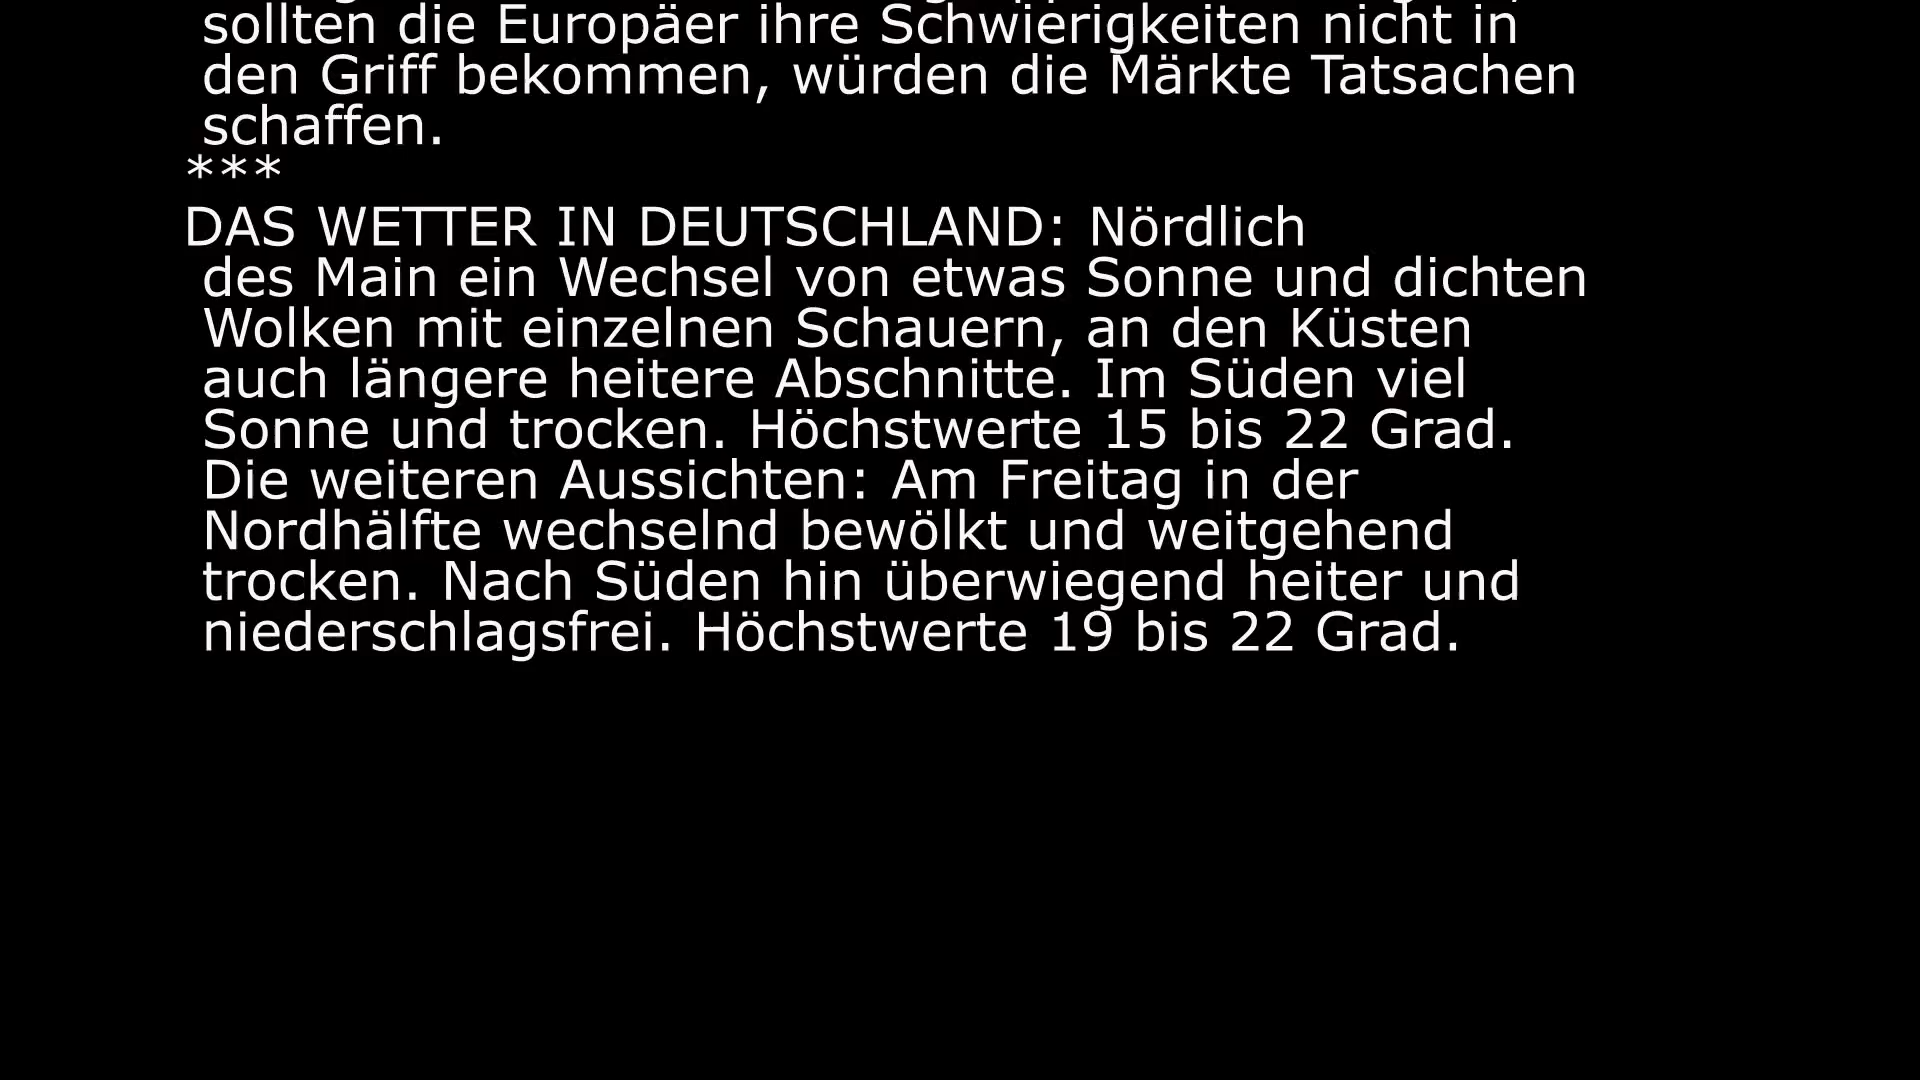 sollten die Europäer ihre Schwierigkeiten nicht in
den Griff bekommen, würden die Märkte Tatsachen
schaffen.
***
DAS WETTER IN DEUTSCHLAND: Nördlich
des Main ein Wechsel von etwas Sonne und dichten
Wolken mit einzelnen Schauern, an den Küsten
auch längere heitere Abschnitte. Im Süden viel
Sonne und trocken. Höchstwerte 15 bis 22 Grad.
Die weiteren Aussichten: Am Freitag in der
Nordhälfte wechselnd bewölkt und weitgehend
trocken. Nach Süden hin überwiegend heiter und
niederschlagsfrei. Höchstwerte 19 bis 22 Grad.